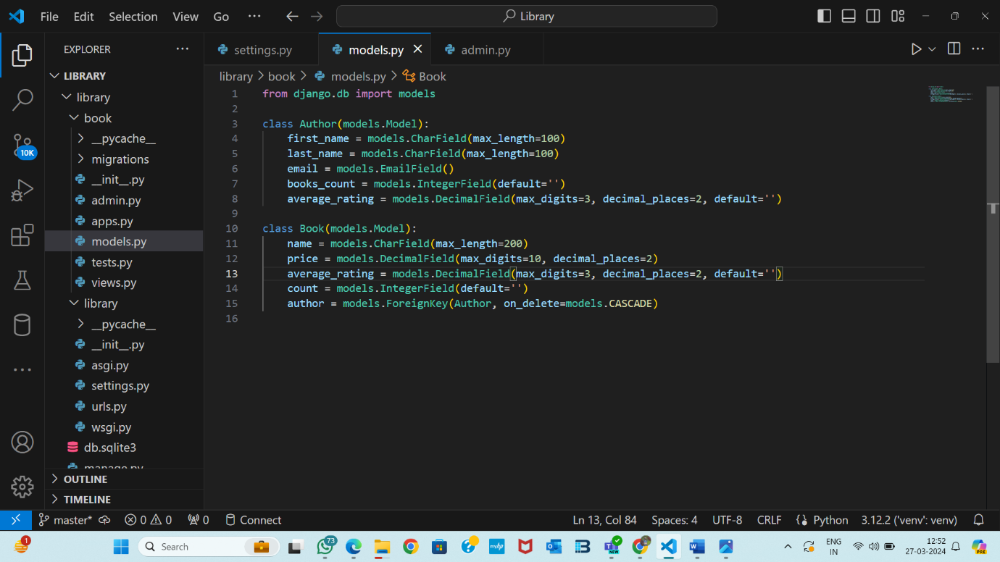 File Edit Selection View Go ··· Library
EXPLORER ···
LIBRARY
library
book
__pycache__
migrations
__init__.py
admin.py
apps.py
models.py
tests.py
views.py
library
__pycache__
__init__.py
asgi.py
settings.py
urls.py
wsgi.py
db.sqlite3
manage.py
OUTLINE
TIMELINE
10K
settings.py models.py admin.py
library > book > models.py > Book
1 from django.db import models
2
3 class Author(models.Model):
4 first_name = models.CharField(max_length=100)
5 last_name = models.CharField(max_length=100)
6 email = models.EmailField()
7 books_count = models.IntegerField(default='')
8 average_rating = models.DecimalField(max_digits=3, decimal_places=2, default='')
9
10 class Book(models.Model):
11 name = models.CharField(max_length=200)
12 price = models.DecimalField(max_digits=10, decimal_places=2)
13 average_rating = models.DecimalField(max_digits=3, decimal_places=2, default='')
14 count = models.IntegerField(default='')
15 author = models.ForeignKey(Author, on_delete=models.CASCADE)
16
master* 0 0 0 Connect Ln 13, Col 84 Spaces: 4 UTF-8 CRLF Python 3.12.2 ('venv': venv)
1 Search 73 myhp NEW ENG 12:52 PRE
IN 27-03-2024